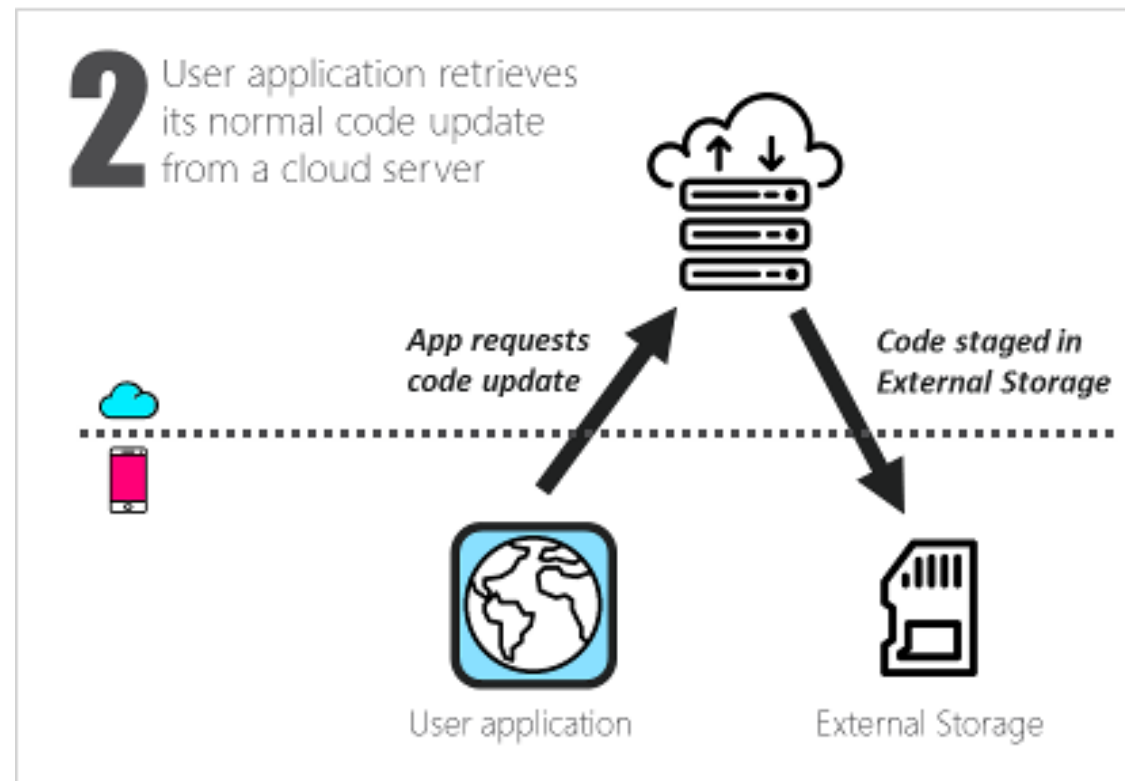 2
User application retrieves
its normal code update
from a cloud server
App requests
code update
Code staged in
External Storage
User application
External Storage